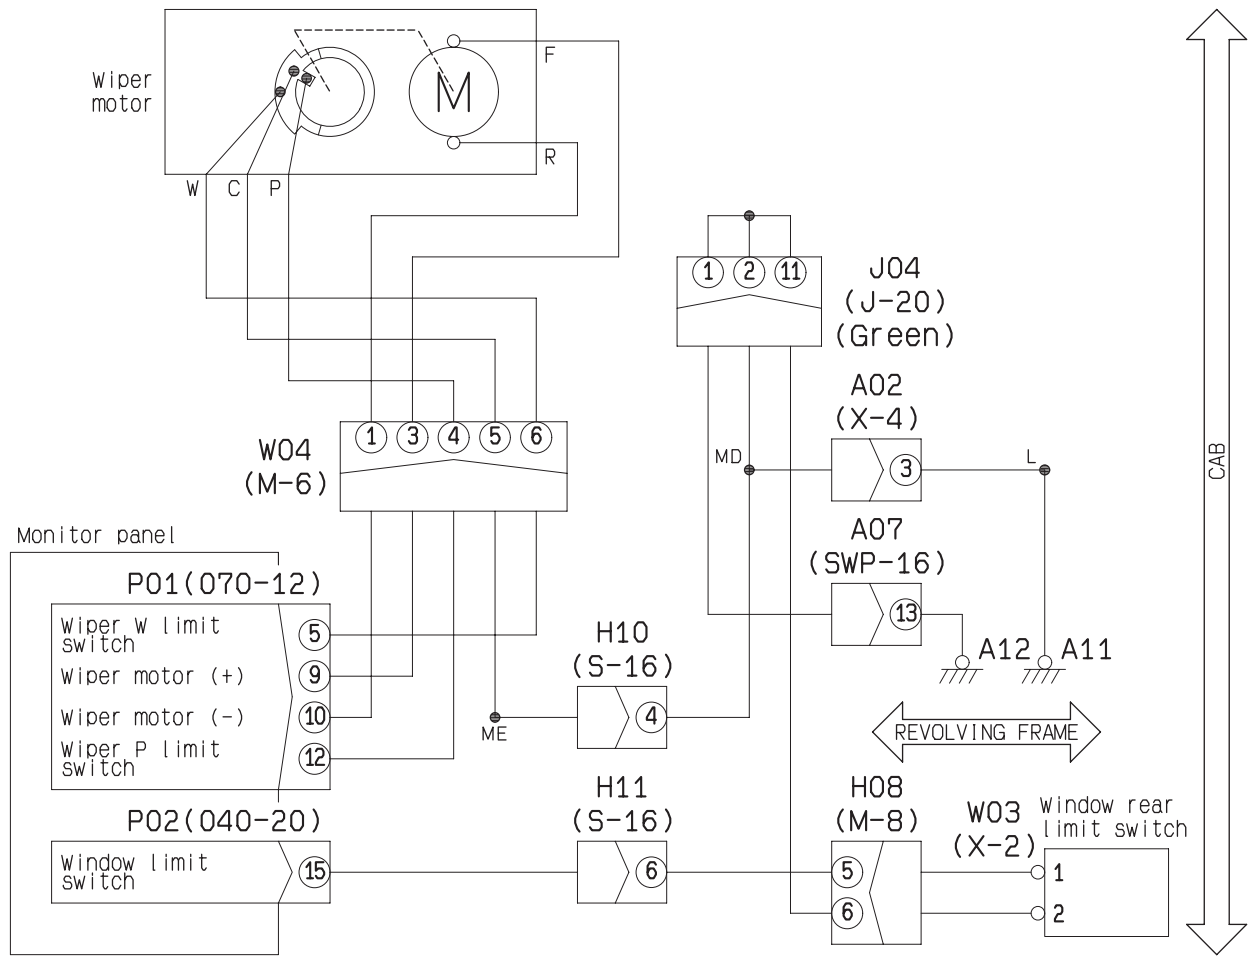 F
Wiper
motor
M
R
W C P
1 2 11
J04
(J-20)
(Green)
A02
(X-4)
1 3 4 5 6
W04
(M-6)
MD
3
L
CAB
Monitor panel
A07
(SWP-16)
P01(070-12)
13
Wiper W limit
switch
5
H10
(S-16)
A12
A11
Wiper motor (+)
9
Wiper motor (-)
10
4
ME
REVOLVING FRAME
Wiper P limit
switch
12
P02(040-20)
H11
(S-16)
H08
(M-8)
W03
(X-2)
Window rear
limit switch
Window limit
switch
15
6
5
1
6
2